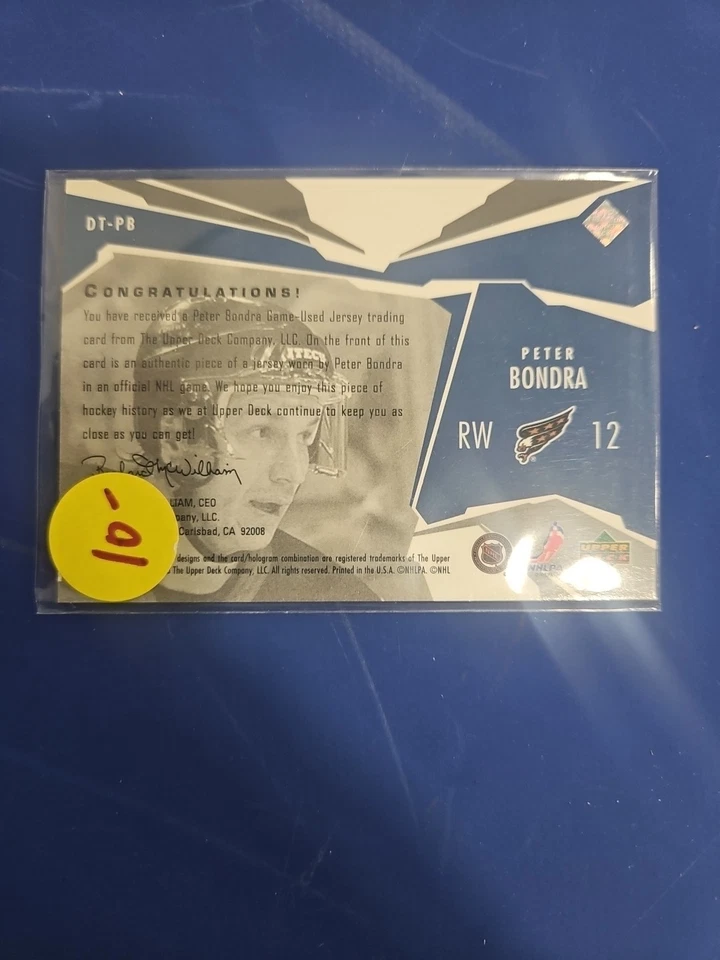 DT-PB
CONGRATULATIONS!
You have received a Peter Bondra Game-Used Jersey trading
card from The Upper Deck Company, LLC. On the front of this
card is an authentic piece of a jersey worn by Peter Bondra
in an official NHL game. We hope you enjoy this piece of
hockey history as we at Upper Deck continue to keep you as
close as you can get!
LIAM, CEO
pany, LLC.
Carlsbad, CA 92008
designs and the card/hologram combination are registered trademarks of The Upper
The Upper Deck Company, LLC. All rights reserved. Printed in the U.S.A. ©NHLPA. ©NHL
10-
PETER
BONDRA
RW 12
NHLPA
UPPER
DECK